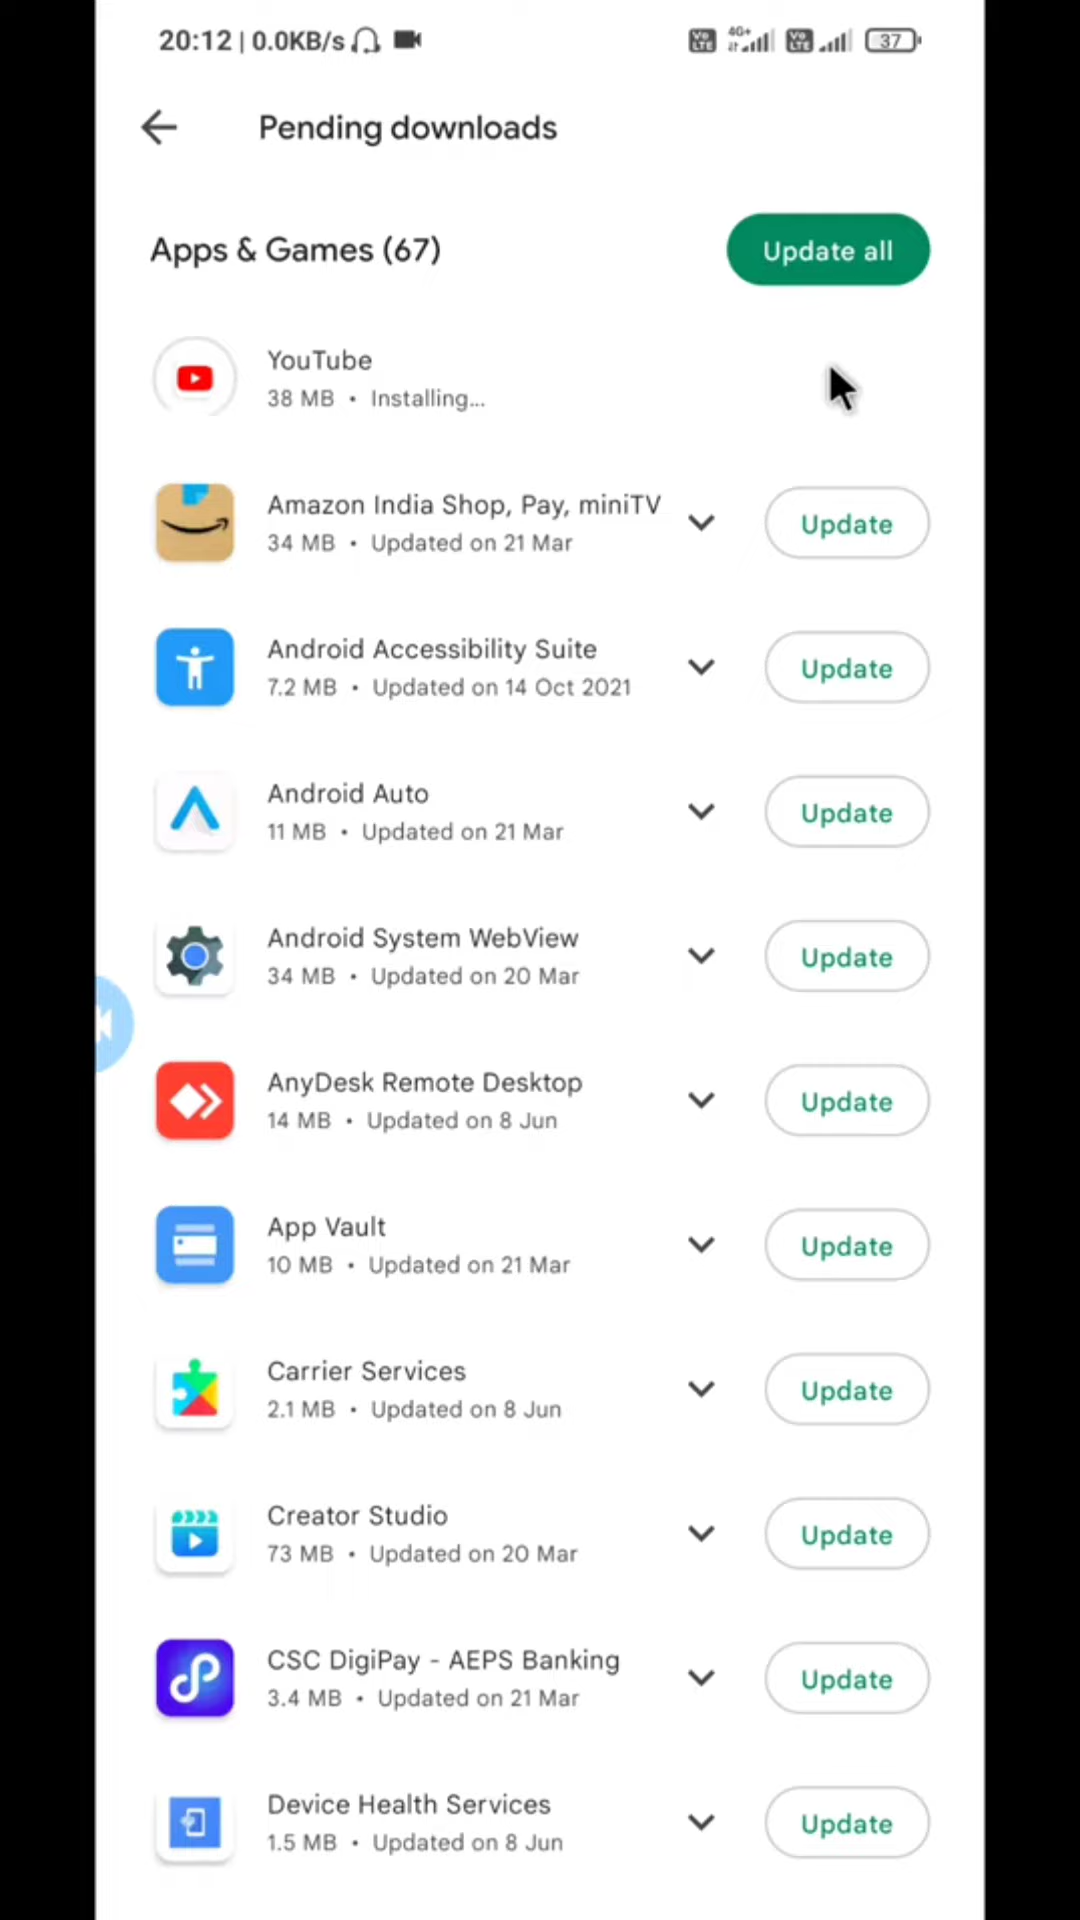 20:12 | 0.0KB/s
Vo LTE 4G+ Vo LTE 37
Pending downloads
Apps & Games (67)
Update all
YouTube
38 MB • Installing...
Amazon India Shop, Pay, miniTV
34 MB • Updated on 21 Mar
Update
Android Accessibility Suite
7.2 MB • Updated on 14 Oct 2021
Update
Android Auto
11 MB • Updated on 21 Mar
Update
Android System WebView
34 MB • Updated on 20 Mar
Update
AnyDesk Remote Desktop
14 MB • Updated on 8 Jun
Update
App Vault
10 MB • Updated on 21 Mar
Update
Carrier Services
2.1 MB • Updated on 8 Jun
Update
Creator Studio
73 MB • Updated on 20 Mar
Update
CSC DigiPay - AEPS Banking
3.4 MB • Updated on 21 Mar
Update
Device Health Services
1.5 MB • Updated on 8 Jun
Update